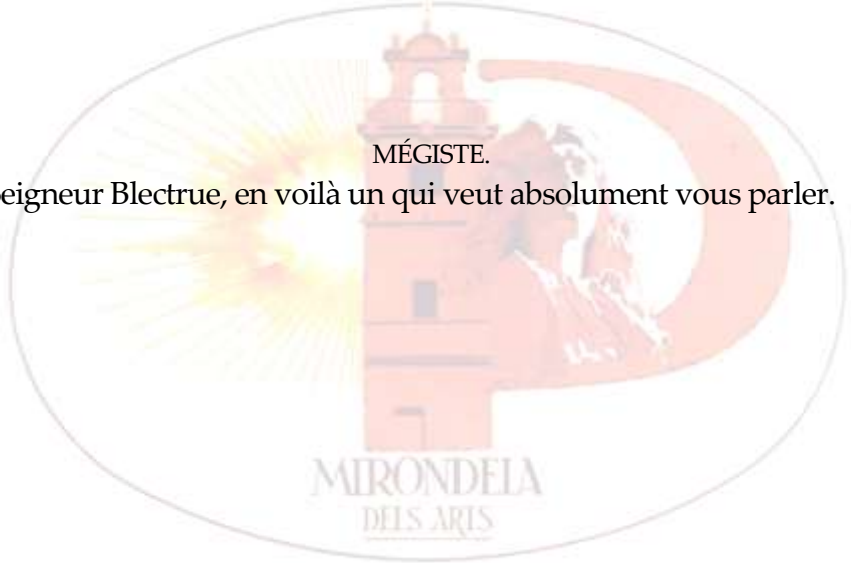 MÉGISTE.
eigneur Blectrue, en voilà un qui veut absolument vous parler.
MIRONDELA
DELS ARTS